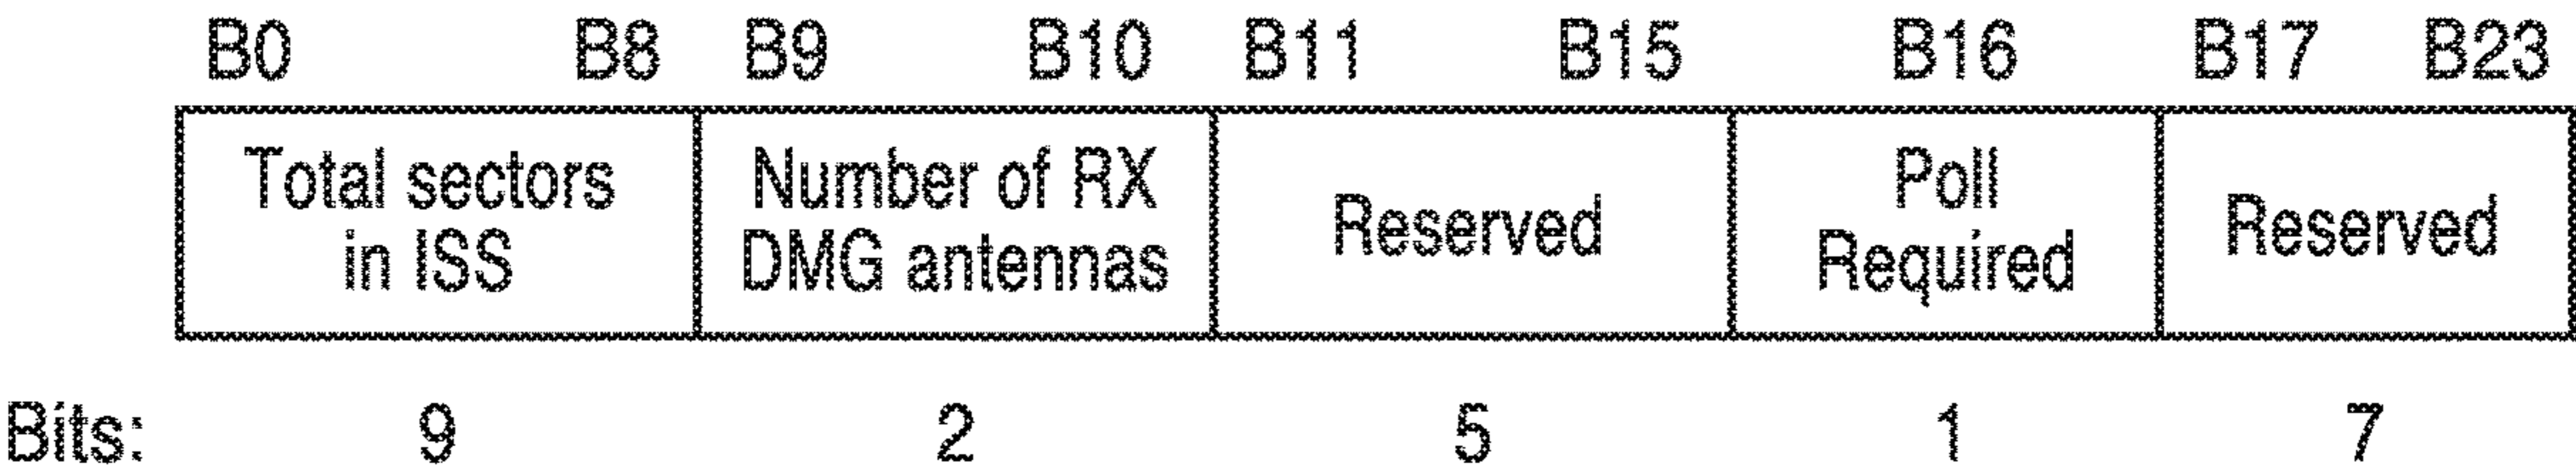 B0 B8 B9 B10 B11 B15 B16 B17 B23
Total sectors
in ISS
Number of RX
DMG antennas
Reserved
Poll
Required
Reserved
Bits: 9 2 5 1 7